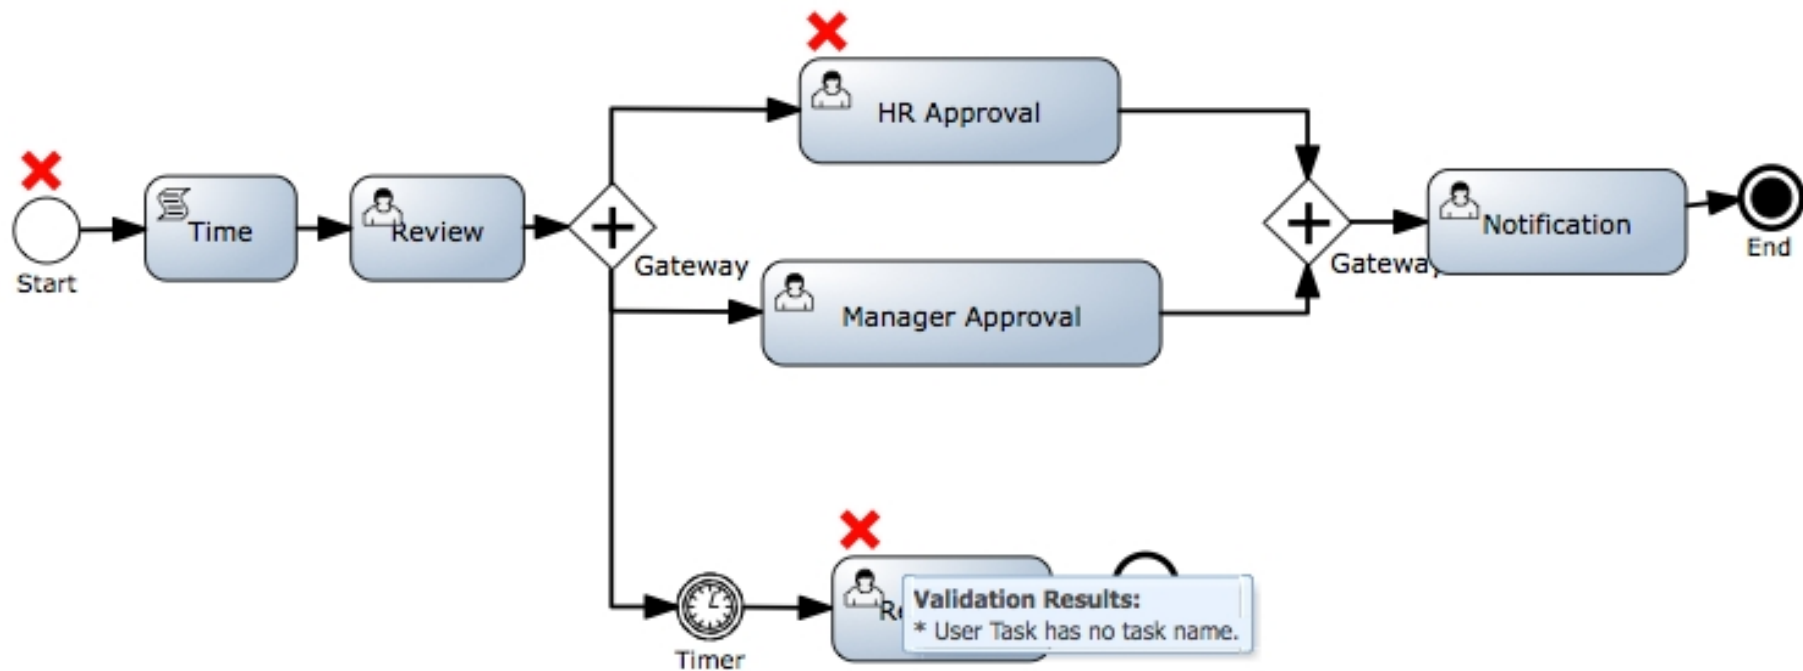 HR Approval
Start
Time
Review
Gateway
Manager Approval
Gateway
Notification
End
Timer
Validation Results:
* User Task has no task name.